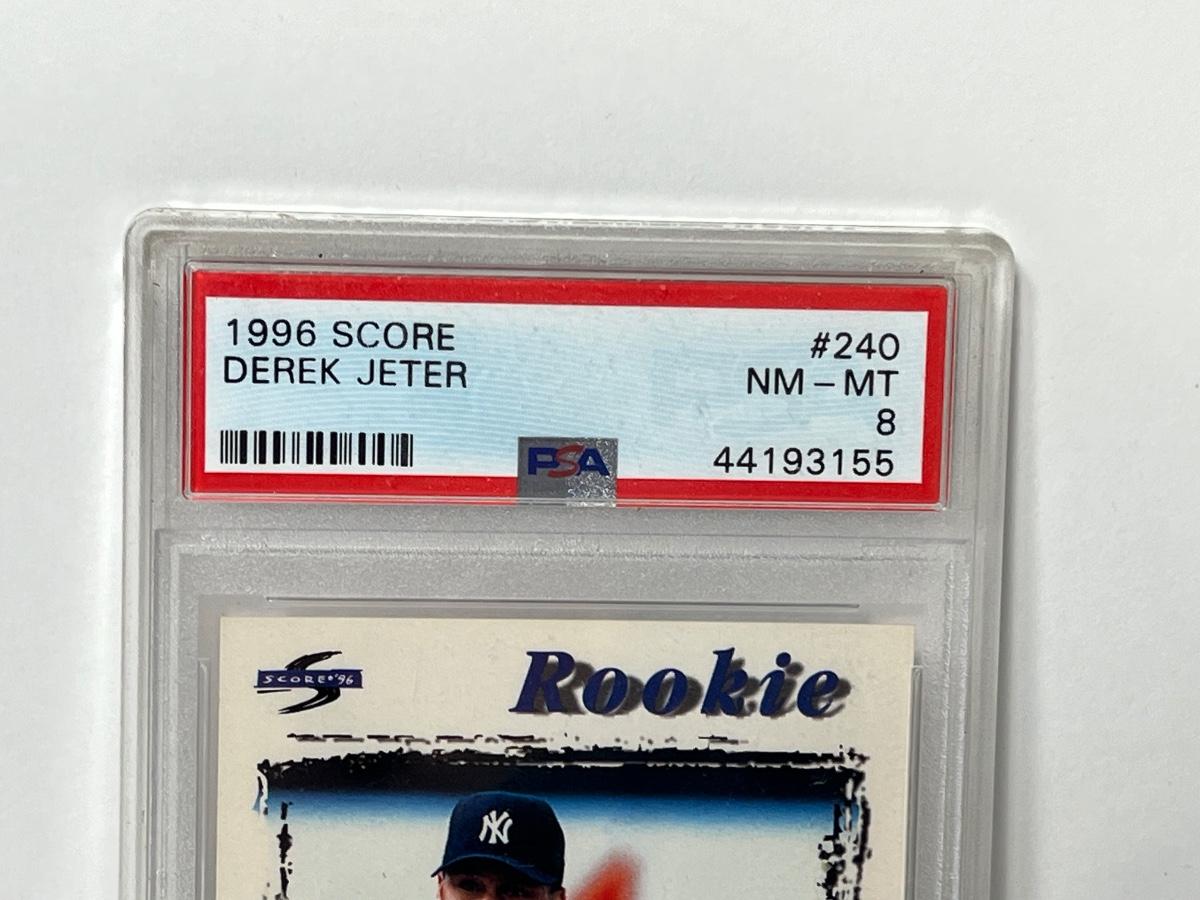 1996 SCORE
DEREK JETER
#240
NM - MT
8
44193155
PSA
SCORE®'96
Rookie
NY